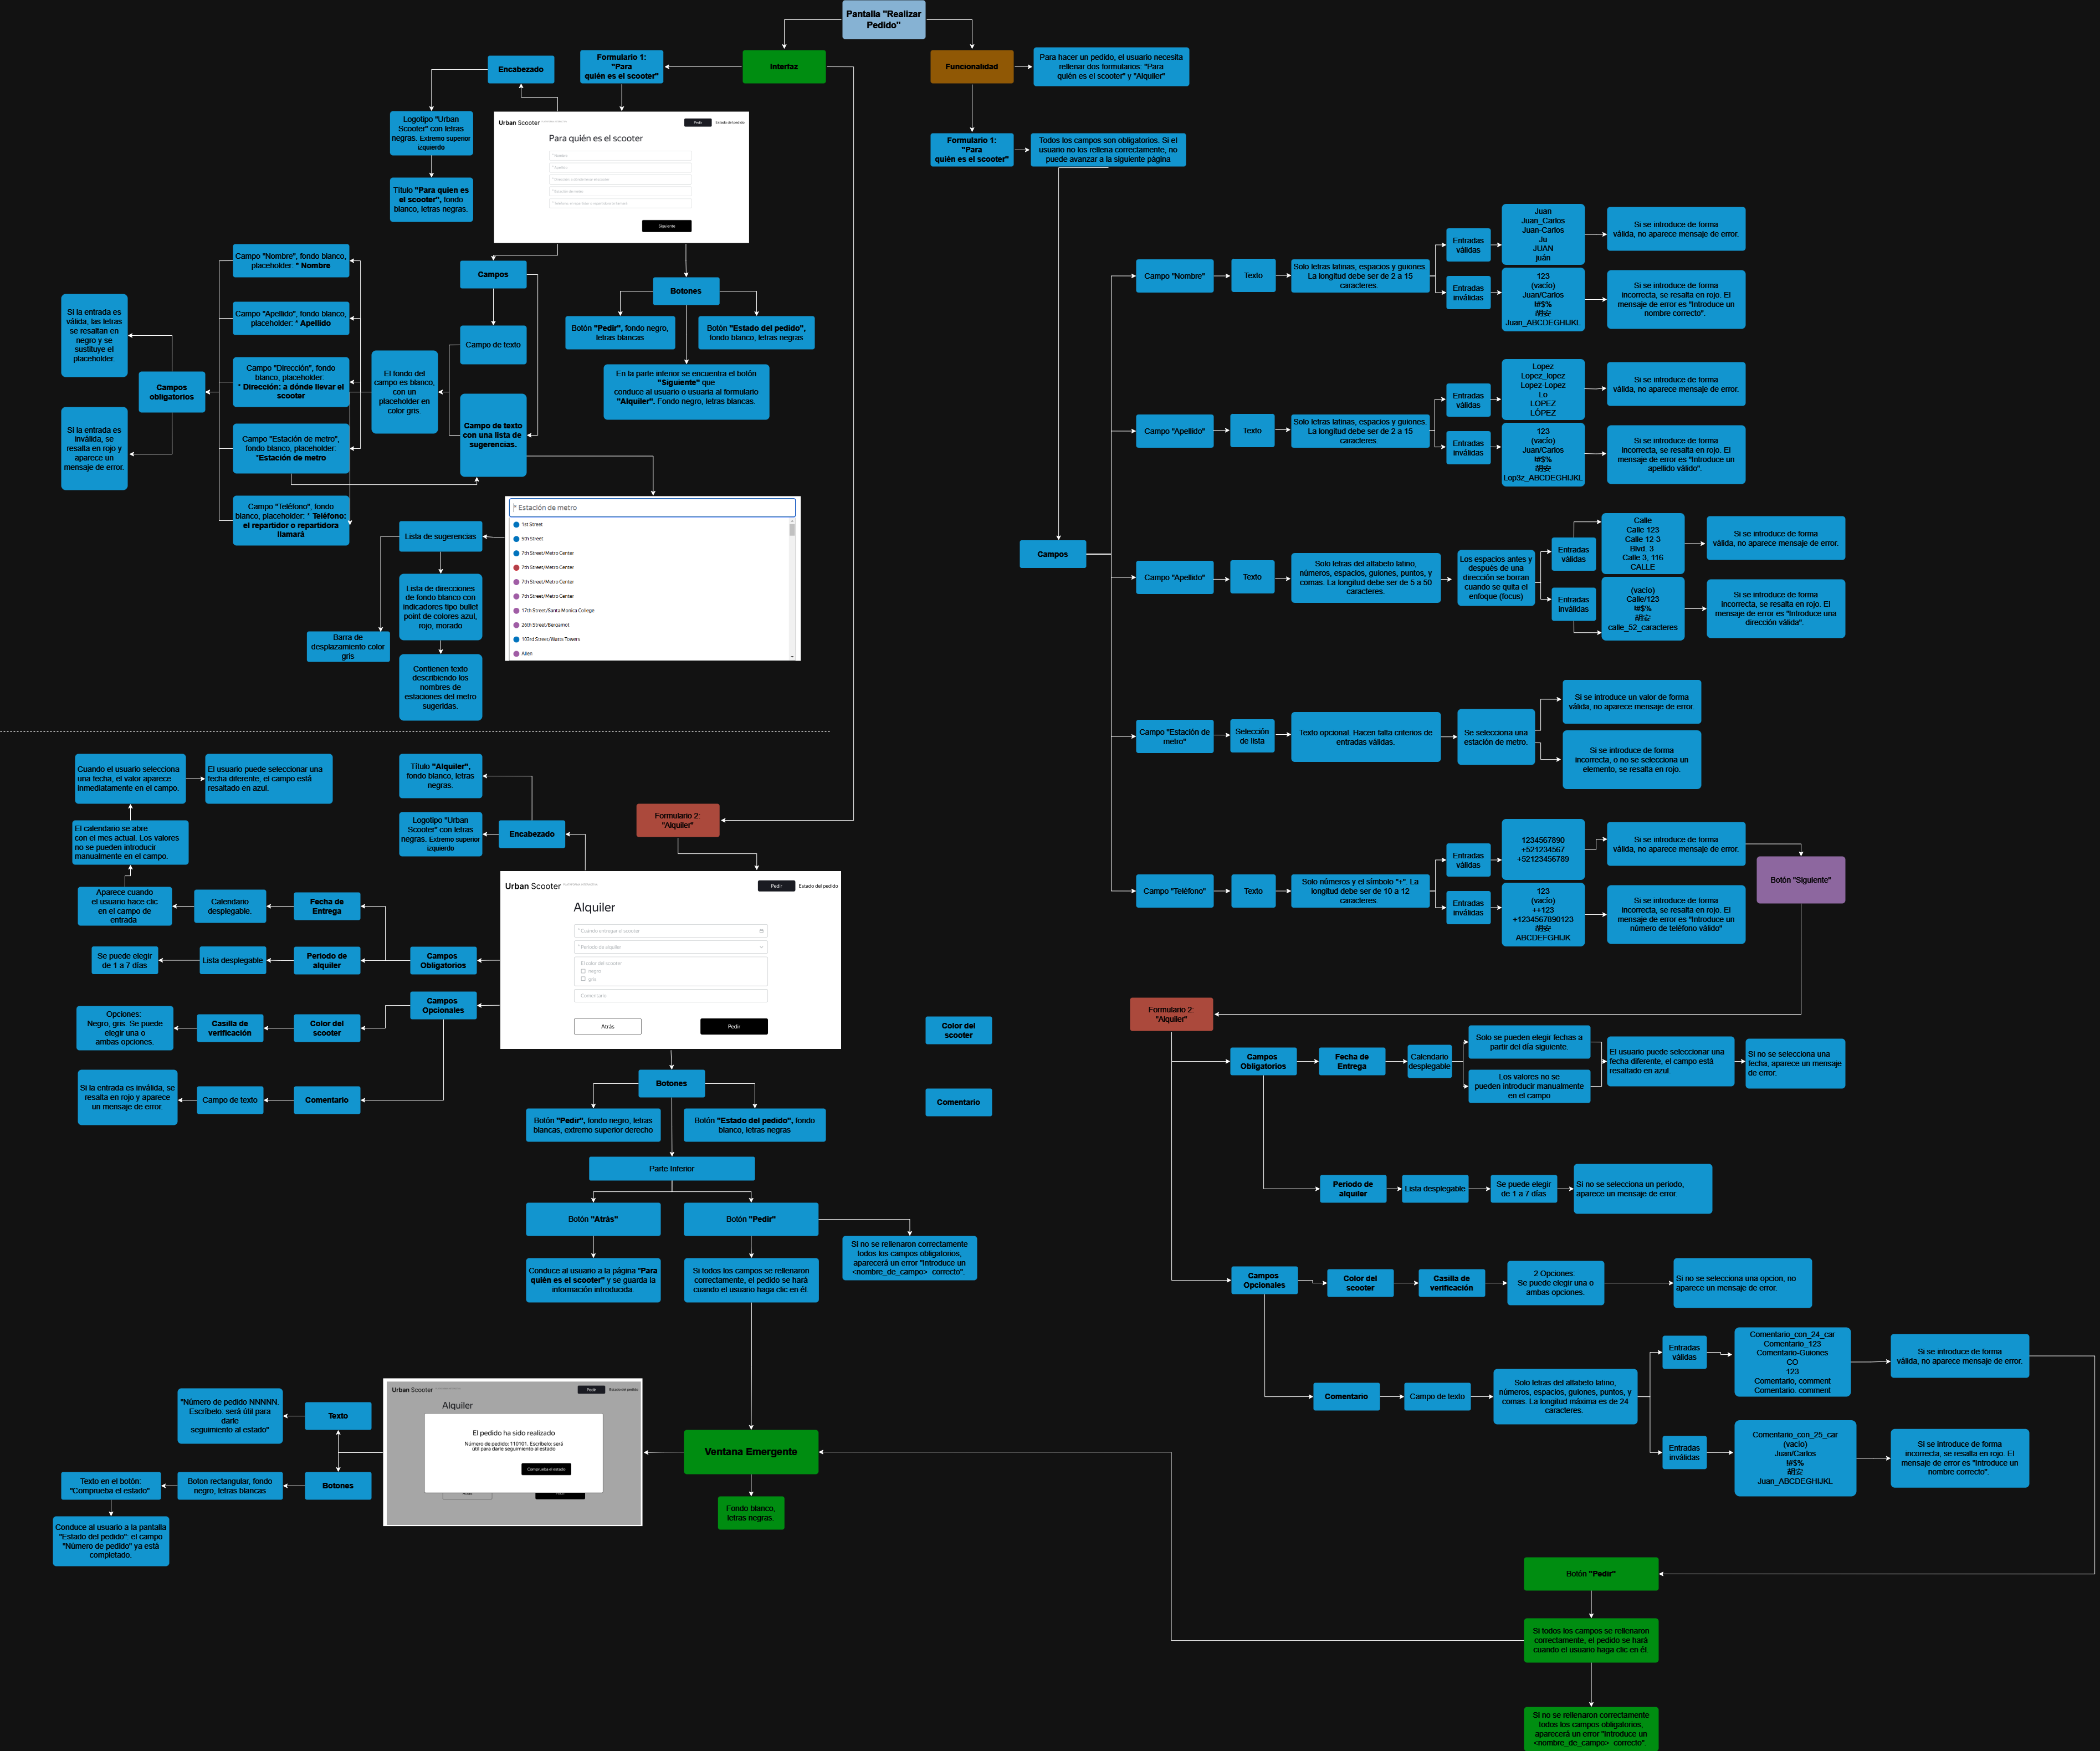 Pantalla "Realizar
Pedido"
Interfaz
Formulario 1:
"Para
quién es el scooter"
Encabezado
Logotipo "Urban
Scooter" con letras
negras. Extremo superior
izquierdo
Título "Para quien es
el scooter", fondo
blanco, letras negras.
Urban Scooter
Pedir
Estado del pedido
Para quién es el scooter
* Nombre
* Estación de metro
Siguiente
Campos
Campo de texto
Campo de texto
con una lista de
sugerencias.
El fondo del
campo es blanco,
con un
placeholder en
color gris.
Campo "Nombre", fondo blanco,
placeholder: * Nombre
Campo "Apellido", fondo blanco,
placeholder: * Apellido
Campo "Dirección", fondo
blanco, placeholder:
* Dirección: a dónde llevar el
scooter
Campo "Estación de metro",
fondo blanco, placeholder:
*Estación de metro
Campo "Teléfono", fondo
blanco, placeholder: * Teléfono:
el repartidor o repartidora
llamará
Campos
obligatorios
Si la entrada es
válida, las letras
se resaltan en
negro y se
sustituye el
placeholder.
Si la entrada es
inválida, se
resalta en rojo y
aparece un
mensaje de error.
Botones
Botón "Pedir", fondo negro,
letras blancas
Botón "Estado del pedido",
fondo blanco, letras negras
En la parte inferior se encuentra el botón
"Siguiente" que
conduce al usuario o usuaria al formulario
"Alquiler". Fondo negro, letras blancas.
* Estación de metro
1st Street
5th Street
7th Street/Metro Center
7th Street/Metro Center
7th Street/Metro Center
7th Street/Metro Center
17th Street/Santa Monica College
26th Street/Bergamot
103rd Street/Watts Towers
Allen
Lista de sugerencias
Lista de direcciones
de fondo blanco con
indicadores tipo bullet
point de colores azul,
rojo, morado
Barra de
desplazamiento color
gris
Contienen texto
describiendo los
nombres de
estaciones del metro
sugeridas.
Formulario 2:
"Alquiler"
Título "Alquiler",
fondo blanco, letras
negras.
Logotipo "Urban
Scooter" con letras
negras. Extremo superior
izquierdo
Encabezado
Urban Scooter
Pedir
Estado del pedido
Alquiler
* Cuándo entregar el scooter
* Periodo de alquiler
El color del scooter
negro
gris
Comentario
Atrás
Pedir
Campos
Obligatorios
Fecha de
Entrega
Calendario
desplegable.
Aparece cuando
el usuario hace clic
en el campo de
entrada
El calendario se abre
con el mes actual. Los valores
no se pueden introducir
manualmente en el campo.
Cuando el usuario selecciona
una fecha, el valor aparece
inmediatamente en el campo.
El usuario puede seleccionar una
fecha diferente, el campo está
resaltado en azul.
Periodo de
alquiler
Lista desplegable
Se puede elegir
de 1 a 7 días
Campos
Opcionales
Color del
scooter
Casilla de
verificación
Opciones:
Negro, gris. Se puede
elegir una o
ambas opciones.
Comentario
Campo de texto
Si la entrada es inválida, se
resalta en rojo y aparece
un mensaje de error.
Color del
scooter
Comentario
Botones
Botón "Pedir", fondo negro, letras
blancas, extremo superior derecho
Botón "Estado del pedido", fondo
blanco, letras negras
Parte Inferior
Botón "Atrás"
Conduce al usuario a la página "Para
quién es el scooter" y se guarda la
información introducida.
Botón "Pedir"
Si todos los campos se rellenaron
correctamente, el pedido se hará
cuando el usuario haga clic en él.
Si no se rellenaron correctamente
todos los campos obligatorios,
aparecerá un error "Introduce un
<nombre_de_campo> correcto".
Ventana Emergente
Fondo blanco,
letras negras.
Urban Scooter
Pedir
Estado de pedido
Alquiler
El pedido ha sido realizado
Número de pedido: 110101. Escríbelo: será
útil para darle seguimiento al estado
Comprueba el estado
Texto
"Número de pedido NNNNN.
Escríbelo: será útil para
darle
seguimiento al estado"
Botones
Boton rectangular, fondo
negro, letras blancas
Texto en el botón:
"Comprueba el estado"
Conduce al usuario a la pantalla
"Estado del pedido": el campo
"Número de pedido" ya está
completado.
Funcionalidad
Para hacer un pedido, el usuario necesita
rellenar dos formularios: "Para
quién es el scooter" y "Alquiler"
Formulario 1:
"Para
quién es el scooter"
Todos los campos son obligatorios. Si el
usuario no los rellena correctamente, no
puede avanzar a la siguiente página
Campos
Campo "Nombre"
Texto
Solo letras latinas, espacios y guiones.
La longitud debe ser de 2 a 15
caracteres.
Entradas
válidas
Juan
Juan_Carlos
Juan-Carlos
Ju
JUAN
juán
Si se introduce de forma
válida, no aparece mensaje de error.
Entradas
inválidas
123
(vacío)
Juan/Carlos
!#$%
胡安
Juan_ABCDEGHIJKL
Si se introduce de forma
incorrecta, se resalta en rojo. El
mensaje de error es "Introduce un
nombre correcto".
Campo "Apellido"
Texto
Solo letras latinas, espacios y guiones.
La longitud debe ser de 2 a 15
caracteres.
Entradas
válidas
Lopez
Lopez_lopez
Lopez-Lopez
Lo
LOPEZ
LÓPEZ
Si se introduce de forma
válida, no aparece mensaje de error.
Entradas
inválidas
123
(vacío)
Juan/Carlos
!#$%
胡安
Lop3z_ABCDEGHIJKL
Si se introduce de forma
incorrecta, se resalta en rojo. El
mensaje de error es "Introduce un
apellido válido".
Campo "Apellido"
Texto
Solo letras del alfabeto latino,
números, espacios, guiones, puntos, y
comas. La longitud debe ser de 5 a 50
caracteres.
Los espacios antes y
después de una
dirección se borran
cuando se quita el
enfoque (focus)
Entradas
válidas
Calle
Calle 123
Calle 12-3
Blvd. 3
Calle 3, 116
CALLE
Si se introduce de forma
válida, no aparece mensaje de error.
Entradas
inválidas
(vacío)
Calle/123
!#$%
胡安
calle_52_caracteres
Si se introduce de forma
incorrecta, se resalta en rojo. El
mensaje de error es "Introduce una
dirección válida".
Campo "Estación de
metro"
Selección
de lista
Texto opcional. Hacen falta criterios de
entradas válidas.
Se selecciona una
estación de metro.
Si se introduce un valor de forma
válida, no aparece mensaje de error.
Si se introduce de forma
incorrecta, o no se selecciona un
elemento, se resalta en rojo.
Campo "Teléfono"
Texto
Solo números y el símbolo "+". La
longitud debe ser de 10 a 12
caracteres.
Entradas
válidas
1234567890
+521234567
+52123456789
Si se introduce de forma
válida, no aparece mensaje de error.
Entradas
inválidas
123
(vacío)
++123
+1234567890123
胡安
ABCDEFGHIJK
Si se introduce de forma
incorrecta, se resalta en rojo. El
mensaje de error es "Introduce un
número de teléfono válido"
Botón "Siguiente"
Formulario 2:
"Alquiler"
Campos
Obligatorios
Fecha de
Entrega
Calendario
desplegable
Solo se pueden elegir fechas a
partir del día siguiente.
Los valores no se
pueden introducir manualmente
en el campo
El usuario puede seleccionar una
fecha diferente, el campo está
resaltado en azul.
Si no se selecciona una
fecha, aparece un mensaje
de error.
Periodo de
alquiler
Lista desplegable
Se puede elegir
de 1 a 7 días
Si no se selecciona un periodo,
aparece un mensaje de error.
Campos
Opcionales
Color del
scooter
Casilla de
verificación
2 Opciones:
Se puede elegir una o
ambas opciones.
Si no se selecciona una opcion, no
aparece un mensaje de error.
Comentario
Campo de texto
Solo letras del alfabeto latino,
números, espacios, guiones, puntos, y
comas. La longitud máxima es de 24
caracteres.
Entradas
válidas
Comentario_con_24_car
Comentario_123
Comentario-Guiones
CO
123
Comentario, comment
Comentario. comment
Si se introduce de forma
válida, no aparece mensaje de error.
Entradas
inválidas
Comentario_con_25_car
(vacío)
Juan/Carlos
!#$%
胡安
Juan_ABCDEGHIJKL
Si se introduce de forma
incorrecta, se resalta en rojo. El
mensaje de error es "Introduce un
nombre correcto".
Botón "Pedir"
Si todos los campos se rellenaron
correctamente, el pedido se hará
cuando el usuario haga clic en él.
Si no se rellenaron correctamente
todos los campos obligatorios,
aparecerá un error "Introduce un
<nombre_de_campo> correcto".